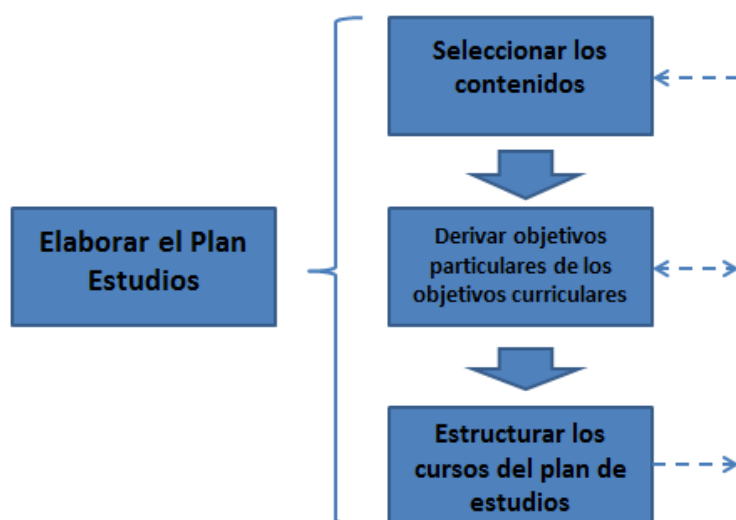 Seleccionar los
contenidos
Elaborar el Plan
Estudios
Derivar objetivos
particulares de los
objetivos curriculares
Estructurar los
cursos del plan de
estudios